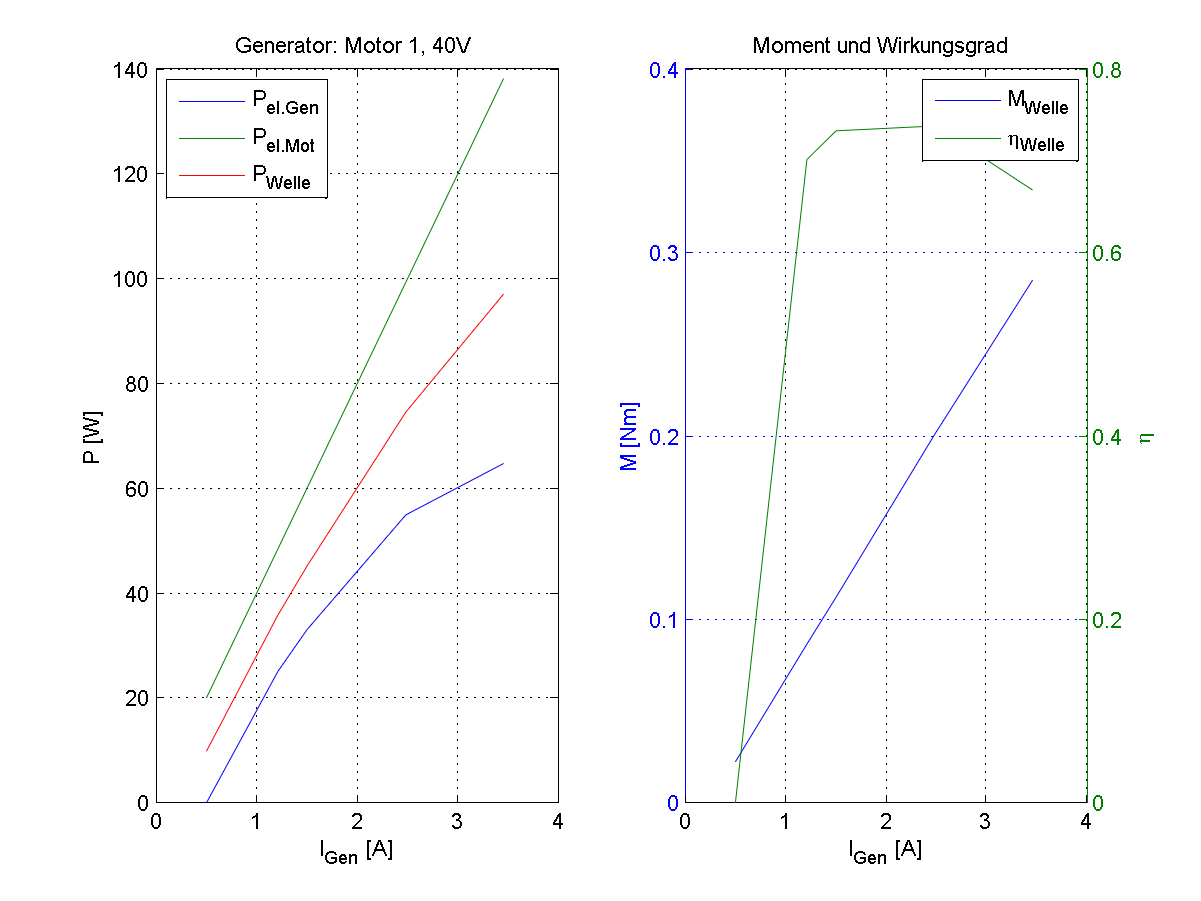 Generator: Motor 1, 40V
140
120
100
80
60
40
20
0
P [W]
P_el.Gen
P_el.Mot
P_Welle
0 1 2 3 4
I_Gen [A]
Moment und Wirkungsgrad
0.4
0.3
0.2
0.1
0
M [Nm]
M_Welle
η_Welle
0.8
0.6
0.4
0.2
0
η
0 1 2 3 4
I_Gen [A]